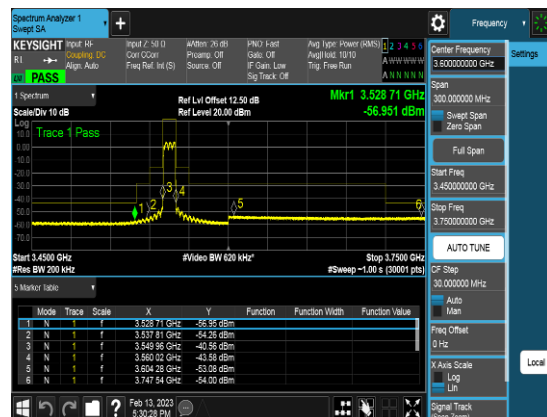 Spectrum Analyzer 1
Swept SA
+
Frequency
KEYSIGHT
Input: RF
Coupling: DC
Align: Auto
Input Z: 50 Ω
Corr CCorr
Freq Ref: Int (S)
#Atten: 26 dB
Preamp: Off
Source: Off
PNO: Fast
Gate: Off
IF Gain: Low
Sig Track: Off
Avg Type: Power (RMS)
Avg|Hold: 10/10
Trig: Free Run
1 2 3 4 5 6
A W W W W W
A N N N N N
PASS
1 Spectrum
Scale/Div 10 dB
Ref Lvl Offset 12.50 dB
Ref Level 20.00 dBm
Mkr1 3.528 71 GHz
-56.951 dBm
Log
Trace 1 Pass
10.0
0.00
-10.0
-20.0
-30.0
-40.0
-50.0
-60.0
-70.0
1
2
3
4
5
6
Start 3.4500 GHz
#Video BW 620 kHz*
Stop 3.7500 GHz
#Res BW 200 kHz
#Sweep ~1.00 s (30001 pts)
5 Marker Table
Mode Trace Scale X Y Function Function Width Function Value
1 N 1 f 3.528 71 GHz -56.95 dBm
2 N 1 f 3.537 81 GHz -54.26 dBm
3 N 1 f 3.549 96 GHz -40.56 dBm
4 N 1 f 3.560 02 GHz -43.58 dBm
5 N 1 f 3.604 28 GHz -53.08 dBm
6 N 1 f 3.747 54 GHz -54.00 dBm
Feb 13, 2023
5:30:28 PM
Center Frequency
3.600000000 GHz
Span
300.000000 MHz
Swept Span
Zero Span
Full Span
Start Freq
3.450000000 GHz
Stop Freq
3.750000000 GHz
AUTO TUNE
CF Step
30.000000 MHz
Auto
Man
Freq Offset
0 Hz
X Axis Scale
Log
Lin
Signal Track
Settings
Local